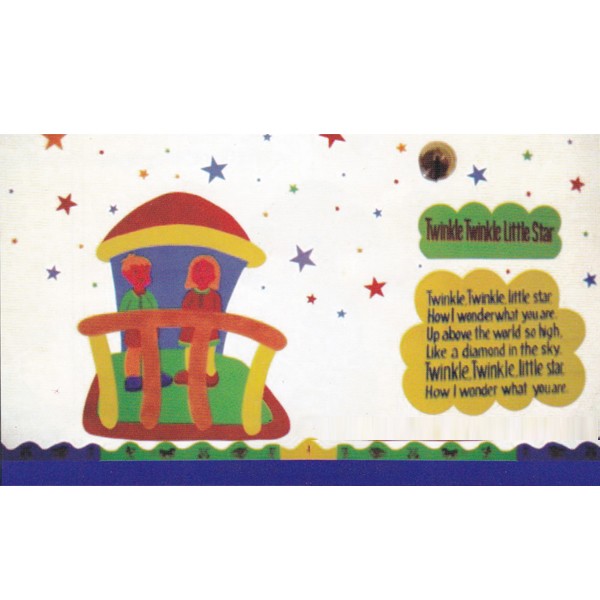 Twinkle Twinkle Little Star
Twinkle, Twinkle, little star,
How I wonder what you are.
Up above the world so high,
Like a diamond in the sky.
Twinkle, Twinkle, little star,
How I wonder what you are.